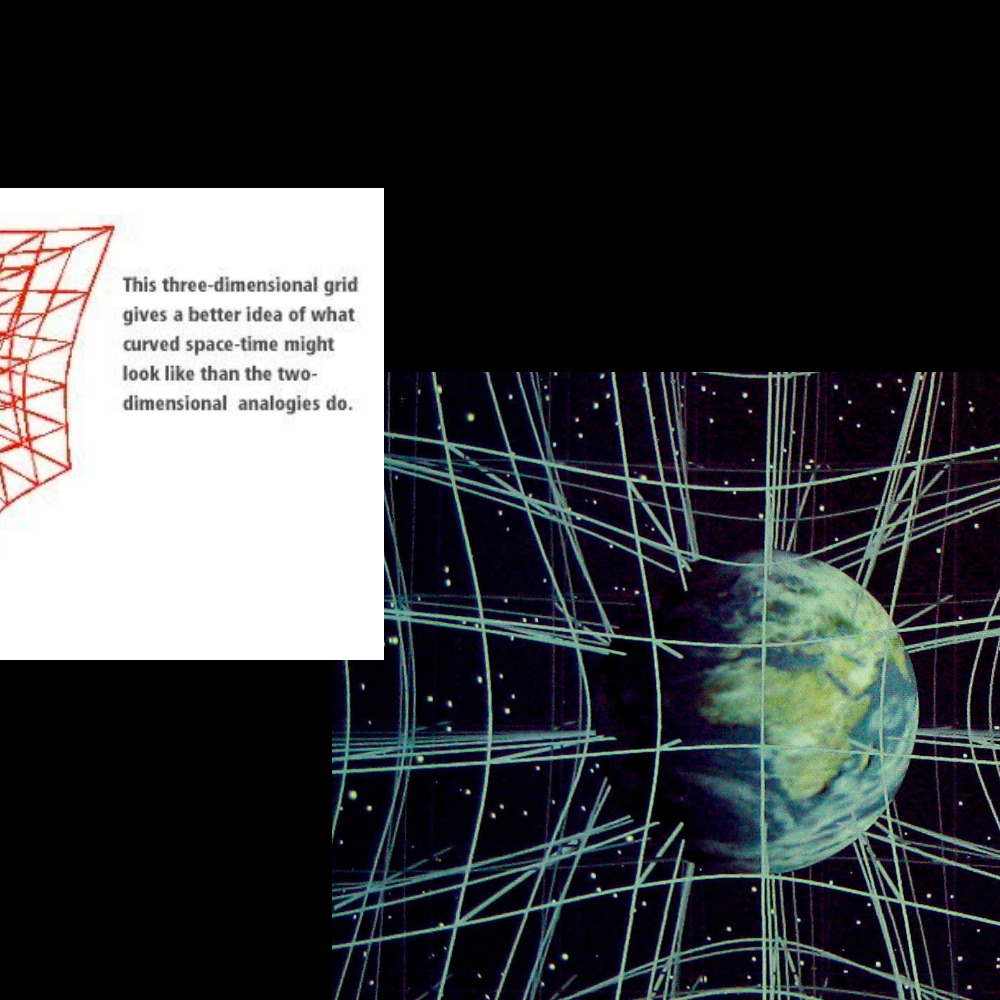 This three-dimensional grid
gives a better idea of what
curved space-time might
look like than the two-
dimensional analogies do.